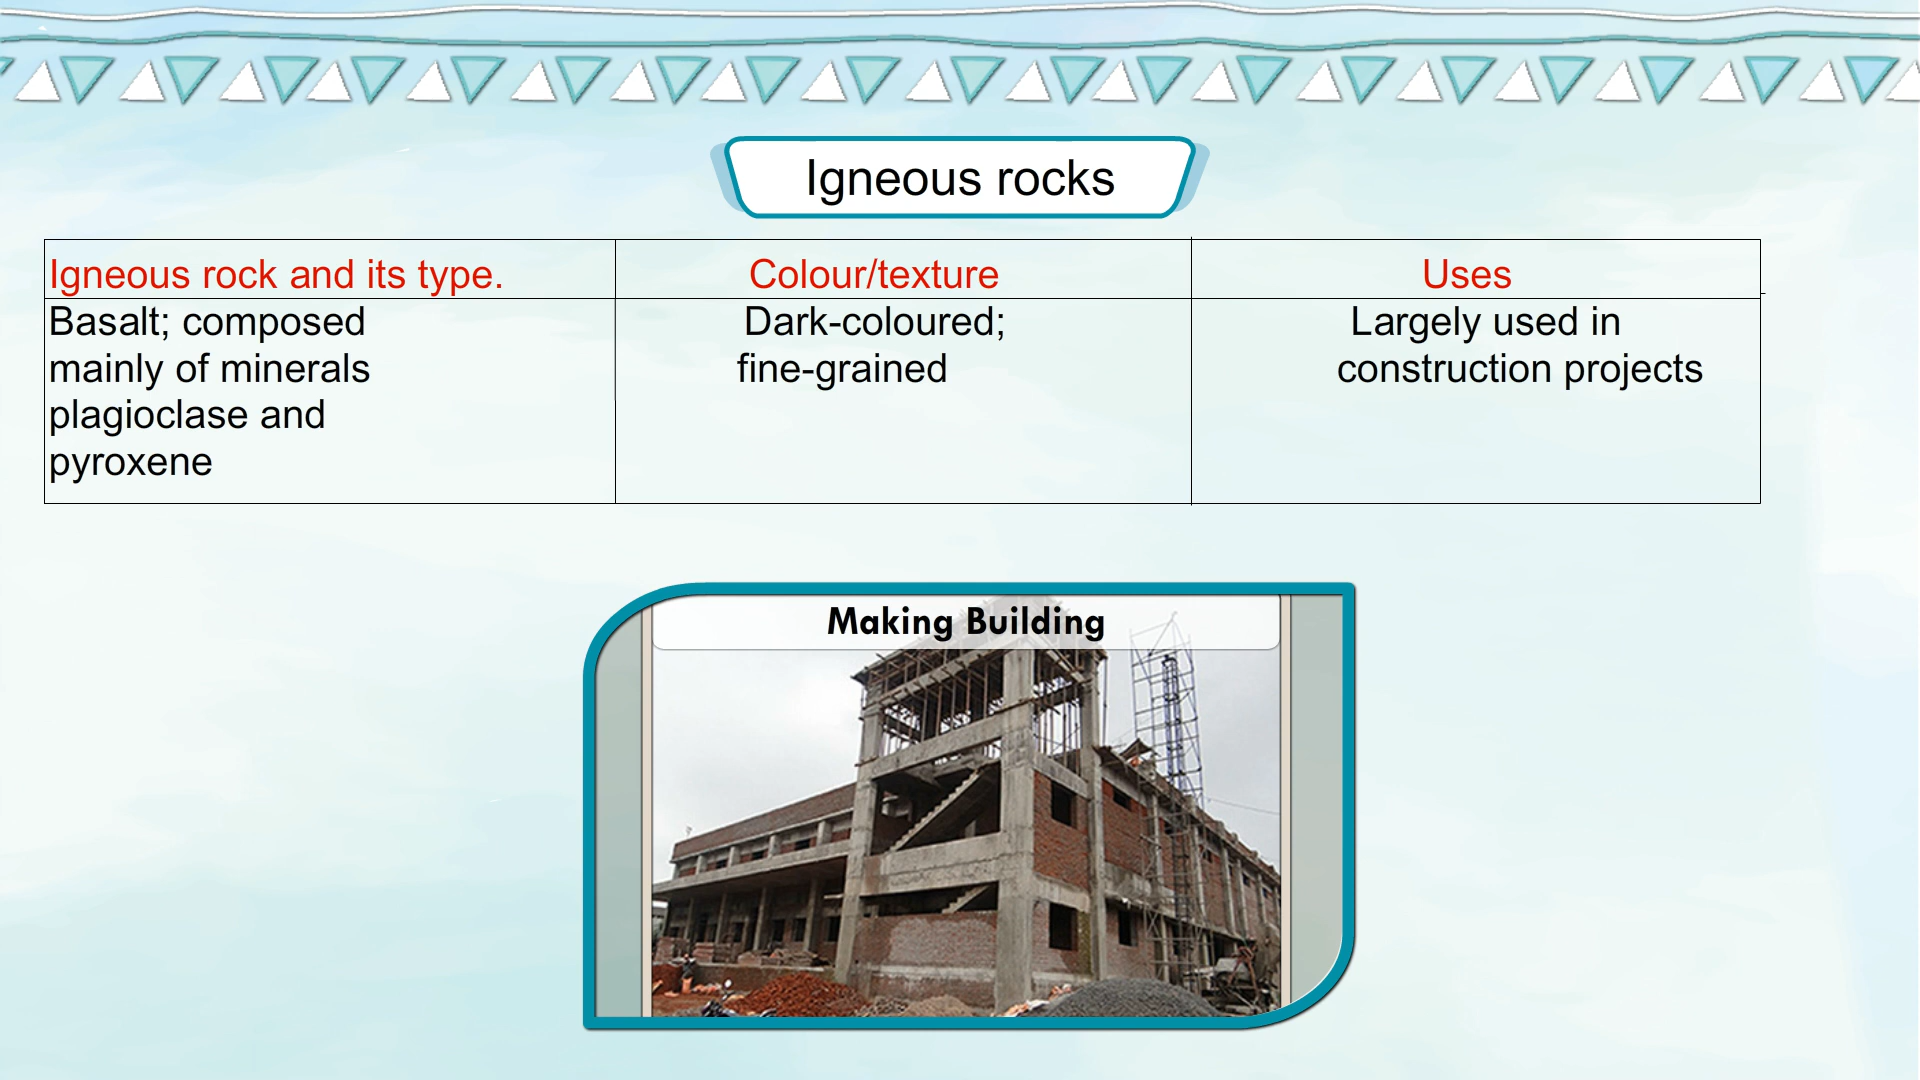 Igneous rocks
Igneous rock and its type.
Colour/texture
Uses
Basalt; composed
mainly of minerals
plagioclase and
pyroxene
Dark-coloured;
fine-grained
Largely used in
construction projects
Making Building